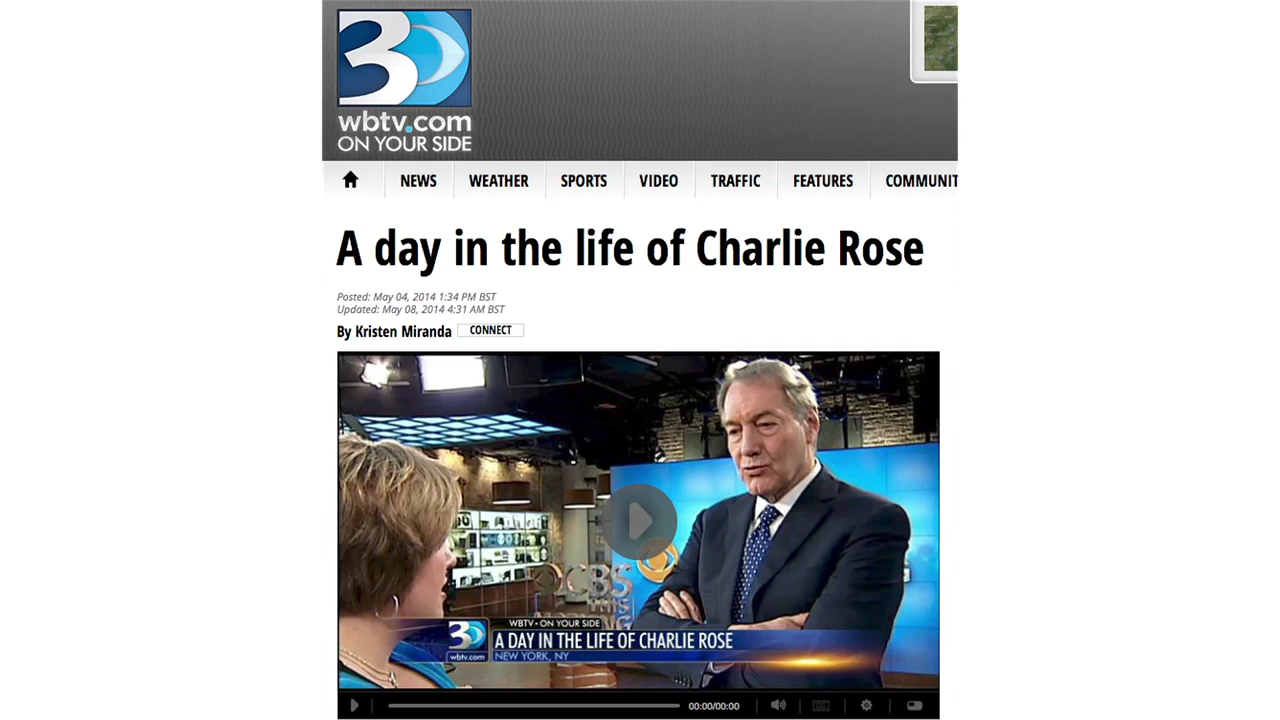 3
wbtv.com
ON YOUR SIDE
NEWS WEATHER SPORTS VIDEO TRAFFIC FEATURES COMMUNIT
A day in the life of Charlie Rose
Posted: May 04, 2014 1:34 PM BST
Updated: May 08, 2014 4:31 AM BST
By Kristen Miranda CONNECT
CBS
WBTV • ON YOUR SIDE
3
A DAY IN THE LIFE OF CHARLIE ROSE
wbtv.com
NEW YORK, NY
00:00/00:00